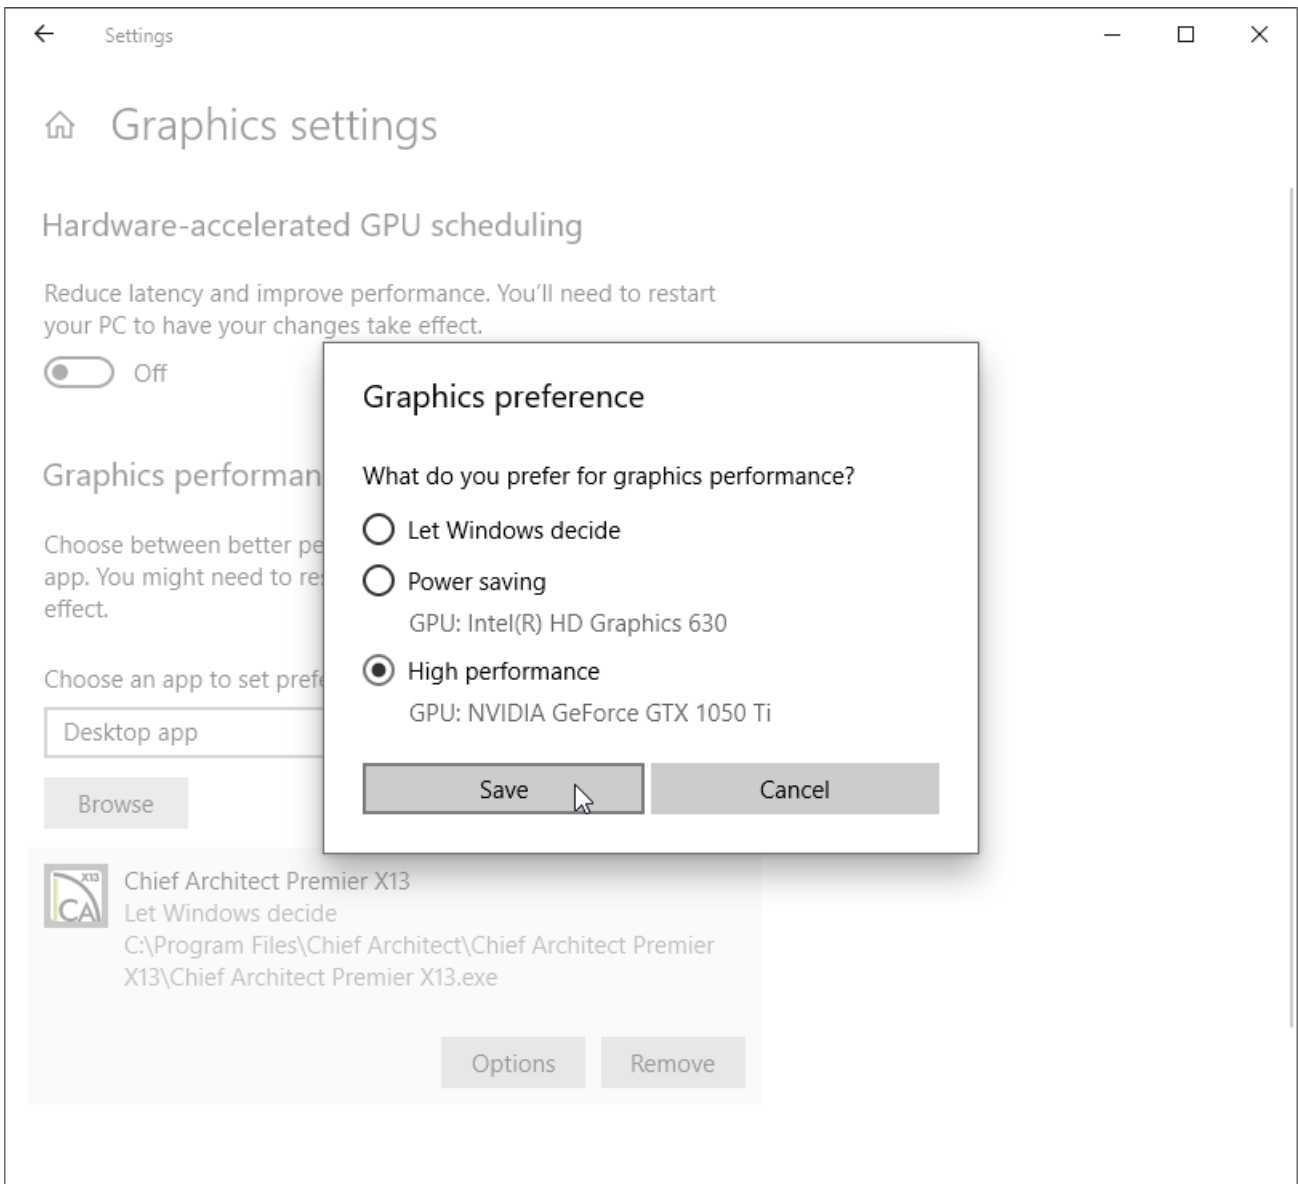 Settings
Graphics settings
Hardware-accelerated GPU scheduling
Reduce latency and improve performance. You'll need to restart
your PC to have your changes take effect.
Off
Graphics performan
Choose between better pe
app. You might need to re
effect.
Choose an app to set prefe
Desktop app
Browse
Graphics preference
What do you prefer for graphics performance?
Let Windows decide
Power saving
GPU: Intel(R) HD Graphics 630
High performance
GPU: NVIDIA GeForce GTX 1050 Ti
Save
Cancel
X13
CA
Chief Architect Premier X13
Let Windows decide
C:\Program Files\Chief Architect\Chief Architect Premier
X13\Chief Architect Premier X13.exe
Options
Remove